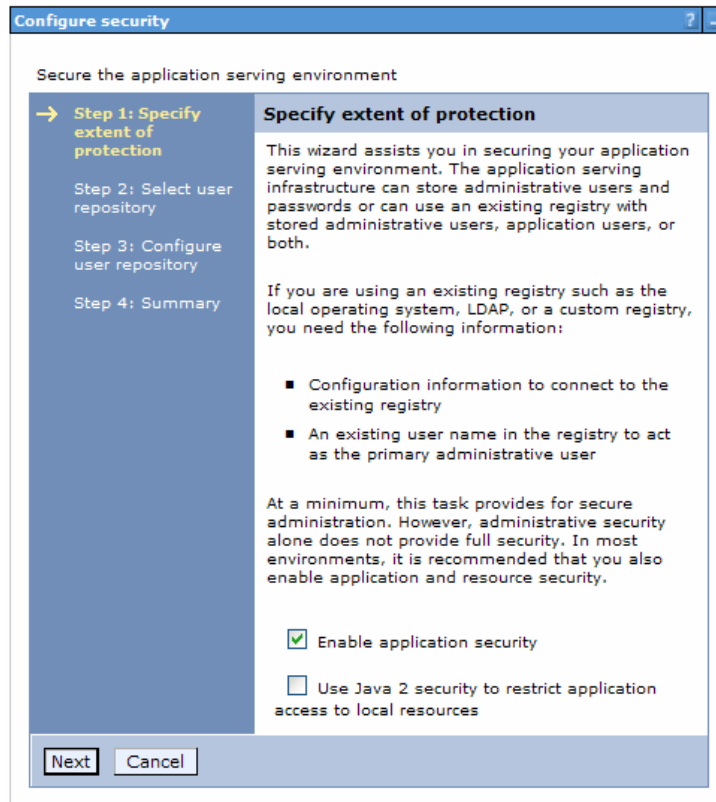 Configure security
?
Secure the application serving environment
Step 1: Specify
extent of
protection
Step 2: Select user
repository
Step 3: Configure
user repository
Step 4: Summary
Specify extent of protection
This wizard assists you in securing your application
serving environment. The application serving
infrastructure can store administrative users and
passwords or can use an existing registry with
stored administrative users, application users, or
both.
If you are using an existing registry such as the
local operating system, LDAP, or a custom registry,
you need the following information:
Configuration information to connect to the
existing registry
An existing user name in the registry to act
as the primary administrative user
At a minimum, this task provides for secure
administration. However, administrative security
alone does not provide full security. In most
environments, it is recommended that you also
enable application and resource security.
Enable application security
Use Java 2 security to restrict application
access to local resources
Next
Cancel